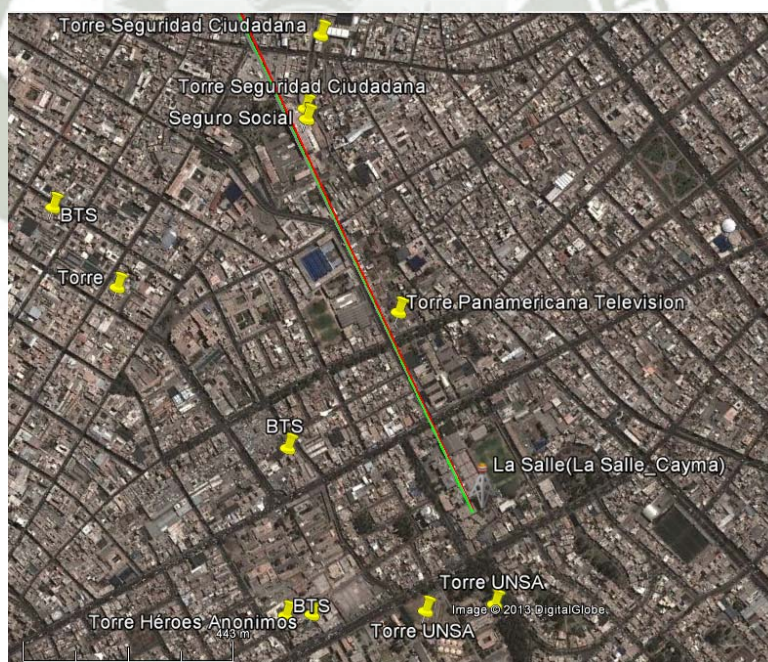 Torre Seguridad Ciudadana
Torre Seguridad Ciudadana
Seguro Social
BTS
Torre
Torre Panamericana Television
BTS
La Salle(La Salle_Cayma)
Torre UNSA
BTS
Image © 2013 DigitalGlobe
Torre Héroes Anonimos
Torre UNSA
443 m